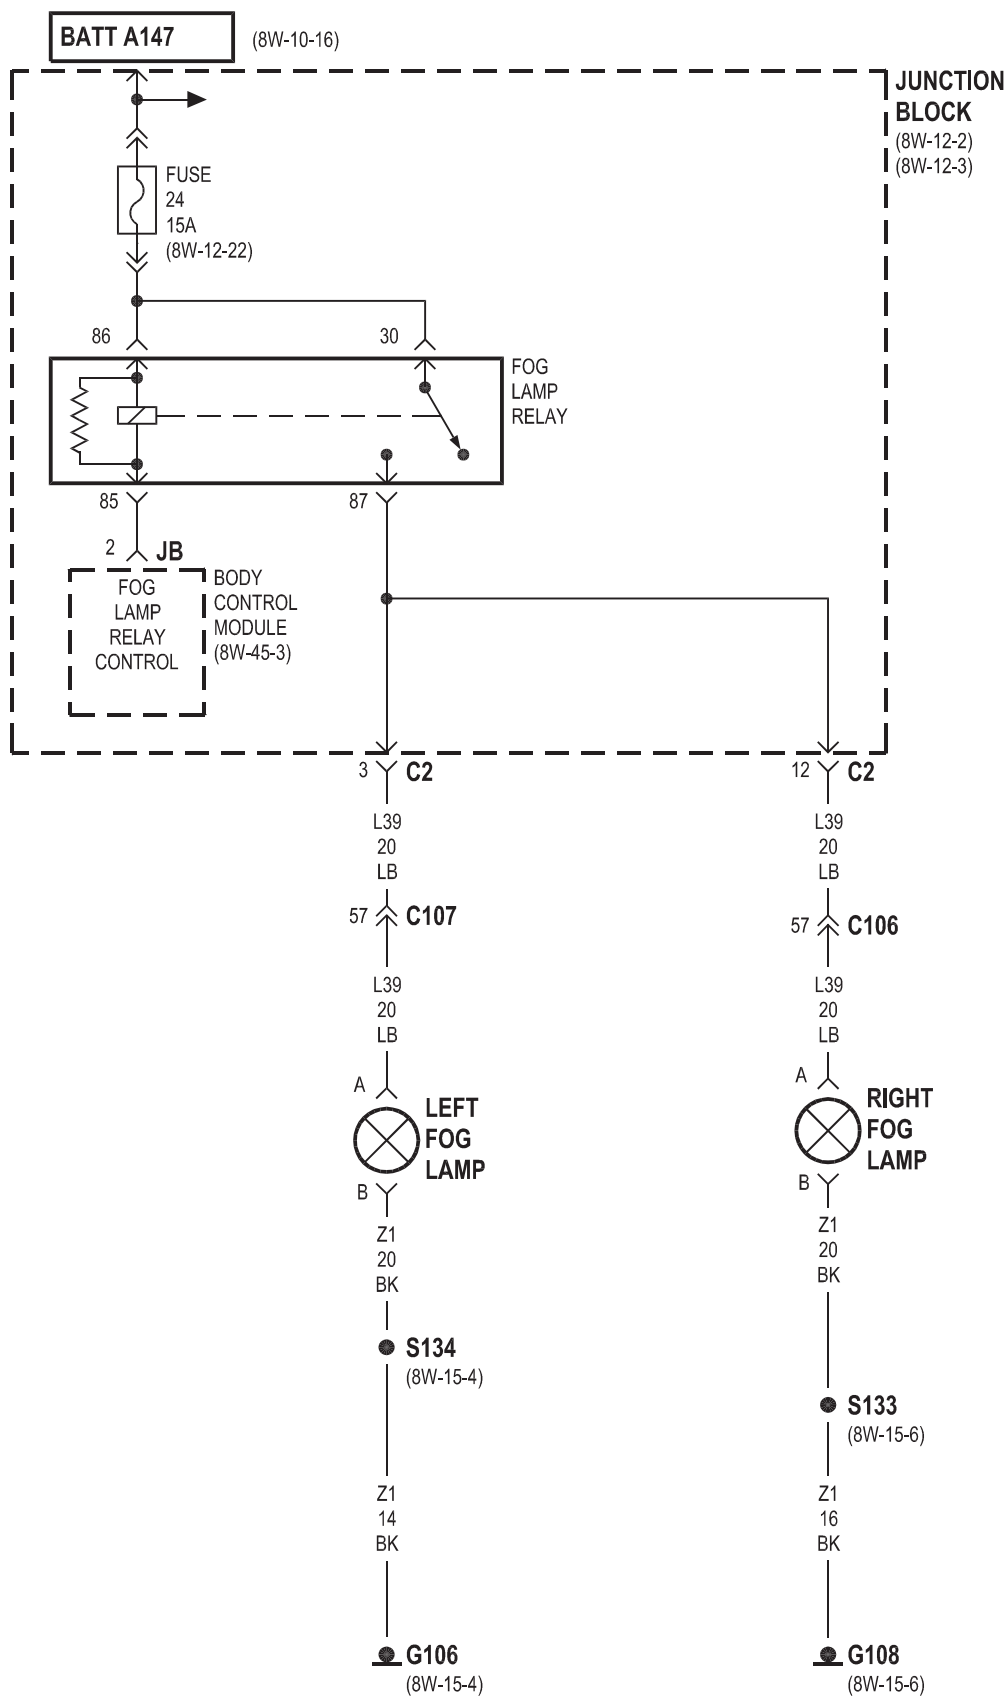 BATT A147
(8W-10-16)
JUNCTION
BLOCK
(8W-12-2)
(8W-12-3)
FUSE
24
15A
(8W-12-22)
86
30
FOG
LAMP
RELAY
85
87
2
JB
FOG
LAMP
RELAY
CONTROL
BODY
CONTROL
MODULE
(8W-45-3)
3
C2
12
C2
L39
20
LB
L39
20
LB
57
C107
57
C106
L39
20
LB
L39
20
LB
A
LEFT
FOG
LAMP
B
A
RIGHT
FOG
LAMP
B
Z1
20
BK
Z1
20
BK
S134
(8W-15-4)
S133
(8W-15-6)
Z1
14
BK
Z1
16
BK
G106
(8W-15-4)
G108
(8W-15-6)